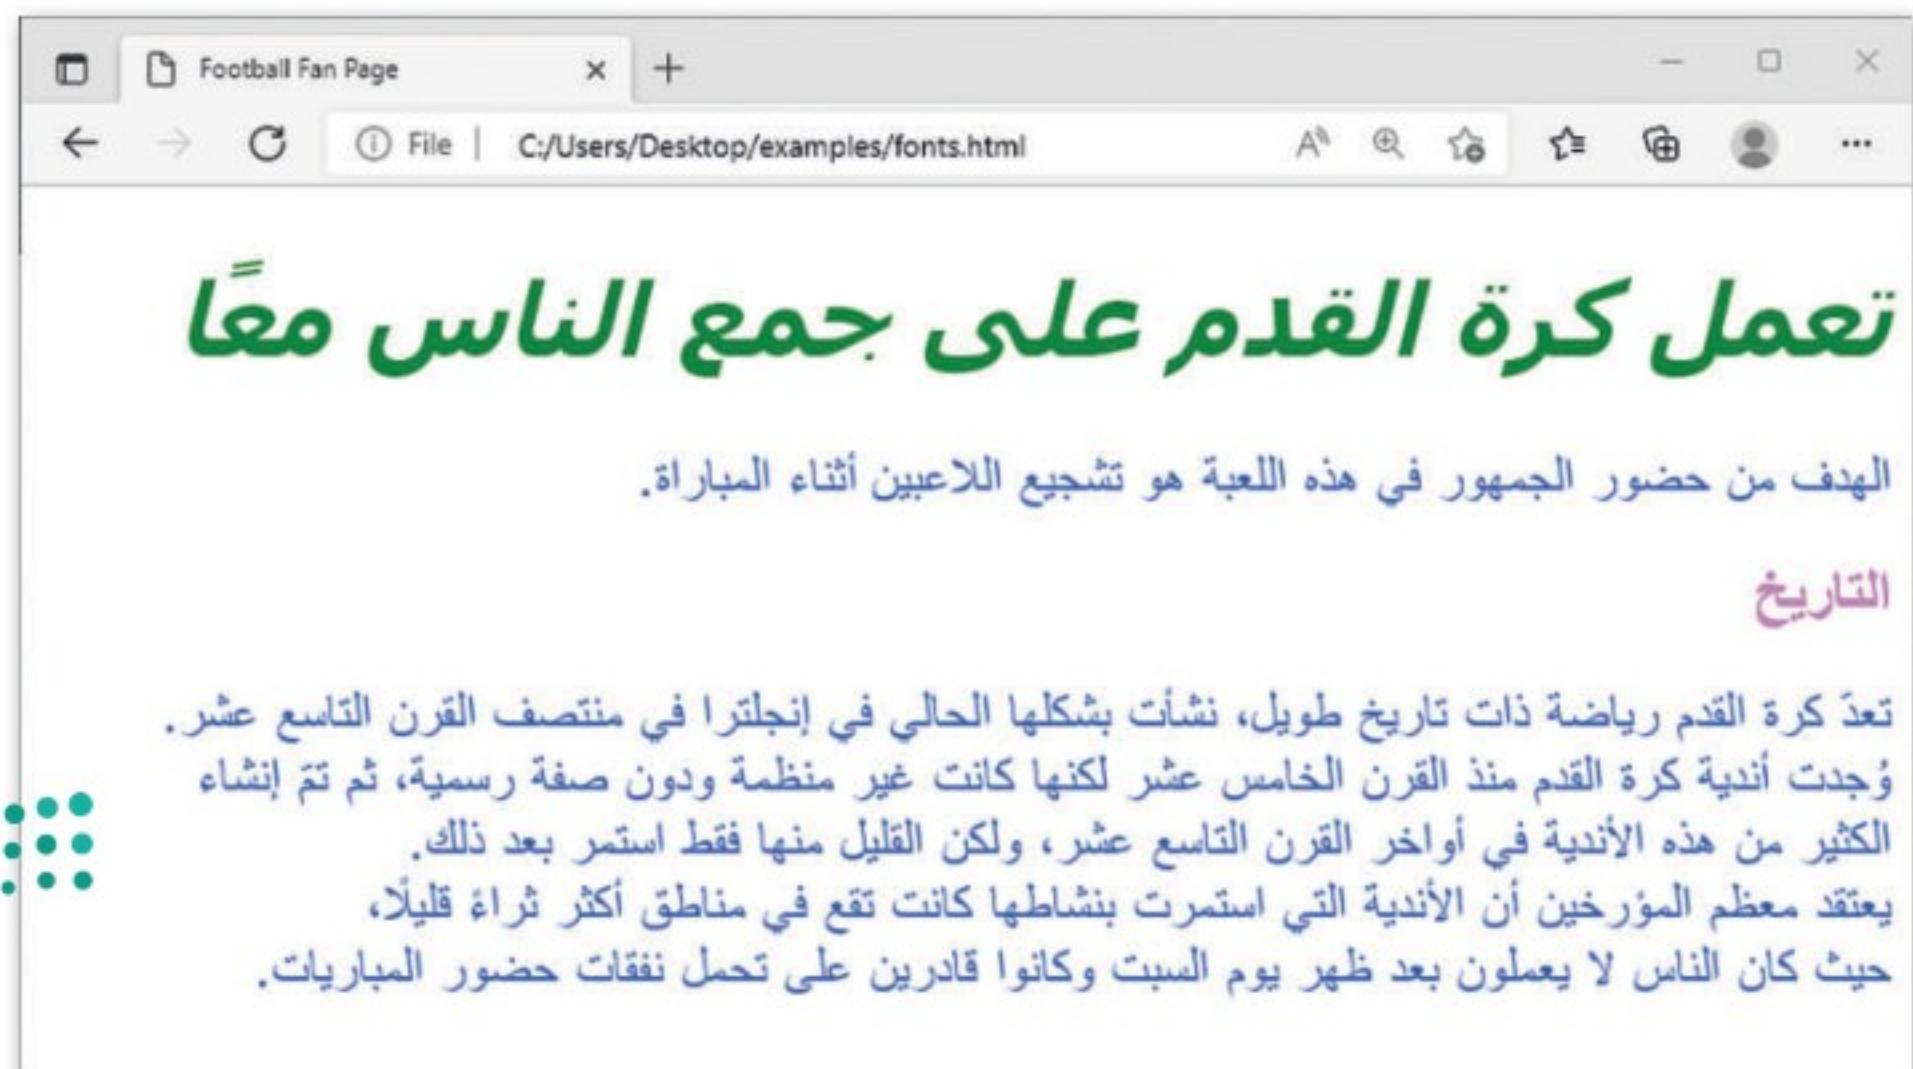 Football Fan Page
File | C:/Users/Desktop/examples/fonts.html
تعمل كرة القدم على جمع الناس معًا
الهدف من حضور الجمهور في هذه اللعبة هو تشجيع اللاعبين أثناء المباراة.
التاريخ
تعدّ كرة القدم رياضة ذات تاريخ طويل، نشأت بشكلها الحالي في إنجلترا في منتصف القرن التاسع عشر.
وُجدت أندية كرة القدم منذ القرن الخامس عشر لكنها كانت غير منظمة ودون صفة رسمية، ثم تمّ إنشاء
الكثير من هذه الأندية في أواخر القرن التاسع عشر، ولكن القليل منها فقط استمر بعد ذلك.
يعتقد معظم المؤرخين أن الأندية التي استمرت بنشاطها كانت تقع في مناطق أكثر ثراءً قليلًا،
حيث كان الناس لا يعملون بعد ظهر يوم السبت وكانوا قادرين على تحمل نفقات حضور المباريات.